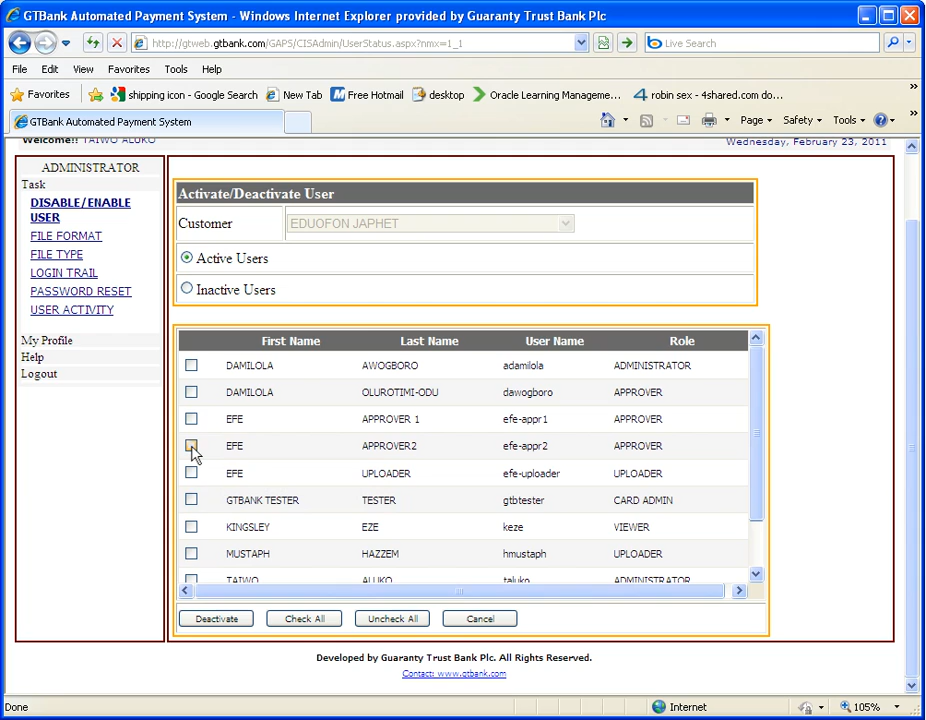 GTBank Automated Payment System - Windows Internet Explorer provided by Guaranty Trust Bank Plc
http://gtweb.gtbank.com/GAPS/CISAdmin/UserStatus.aspx?nmx=1_1
Live Search
File Edit View Favorites Tools Help
Favorites shipping icon - Google Search New Tab Free Hotmail desktop Oracle Learning Manageme... robin sex - 4shared.com do...
GTBank Automated Payment System
Page Safety Tools
Welcome!! TAIWO ALUKO
Wednesday, February 23, 2011
ADMINISTRATOR
Task
DISABLE/ENABLE
USER
FILE FORMAT
FILE TYPE
LOGIN TRAIL
PASSWORD RESET
USER ACTIVITY
My Profile
Help
Logout
Activate/Deactivate User
Customer EDUOFON JAPHET
Active Users
Inactive Users
First Name Last Name User Name Role
DAMILOLA AWOGBORO adamilola ADMINISTRATOR
DAMILOLA OLUROTIMI-ODU dawogboro APPROVER
EFE APPROVER 1 efe-appr1 APPROVER
EFE APPROVER2 efe-appr2 APPROVER
EFE UPLOADER efe-uploader UPLOADER
GTBANK TESTER TESTER gtbtester CARD ADMIN
KINGSLEY EZE keze VIEWER
MUSTAPH HAZZEM hmustaph UPLOADER
TAIWO ALUKO taluko ADMINISTRATOR
Deactivate Check All Uncheck All Cancel
Developed by Guaranty Trust Bank Plc. All Rights Reserved.
Contact: www.gtbank.com
Done Internet 105%